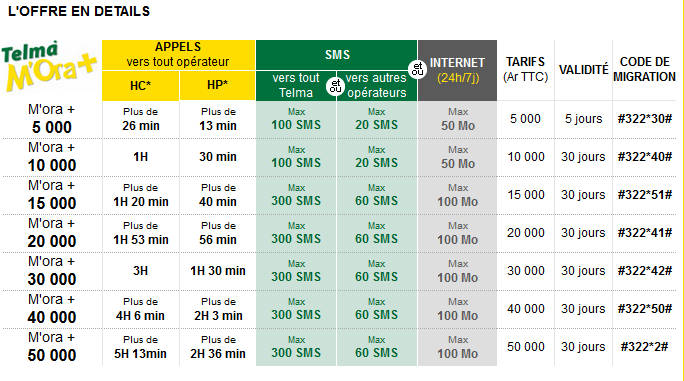 L'OFFRE EN DETAILS
Telma
M'Ora+
APPELS
vers tout opérateur
HC*
HP*
SMS
vers tout
Telma
et
ou
vers autres
opérateurs
et
ou
INTERNET
(24h/7j)
TARIFS
(Ar TTC)
VALIDITÉ
CODE DE
MIGRATION
M'ora +
5 000
Plus de
26 min
Plus de
13 min
Max
100 SMS
Max
20 SMS
Max
50 Mo
5 000
5 jours
#322*30#
M'ora +
10 000
1H
30 min
Max
100 SMS
Max
20 SMS
Max
50 Mo
10 000
30 jours
#322*40#
M'ora +
15 000
Plus de
1H 20 min
Plus de
40 min
Max
300 SMS
Max
60 SMS
Max
100 Mo
15 000
30 jours
#322*51#
M'ora +
20 000
Plus de
1H 53 min
Plus de
56 min
Max
300 SMS
Max
60 SMS
Max
100 Mo
20 000
30 jours
#322*41#
M'ora +
30 000
3H
1H 30 min
Max
300 SMS
Max
60 SMS
Max
100 Mo
30 000
30 jours
#322*42#
M'ora +
40 000
Plus de
4H 6 min
Plus de
2H 3 min
Max
300 SMS
Max
60 SMS
Max
100 Mo
40 000
30 jours
#322*50#
M'ora +
50 000
Plus de
5H 13min
Plus de
2H 36 min
Max
300 SMS
Max
60 SMS
Max
100 Mo
50 000
30 jours
#322*2#